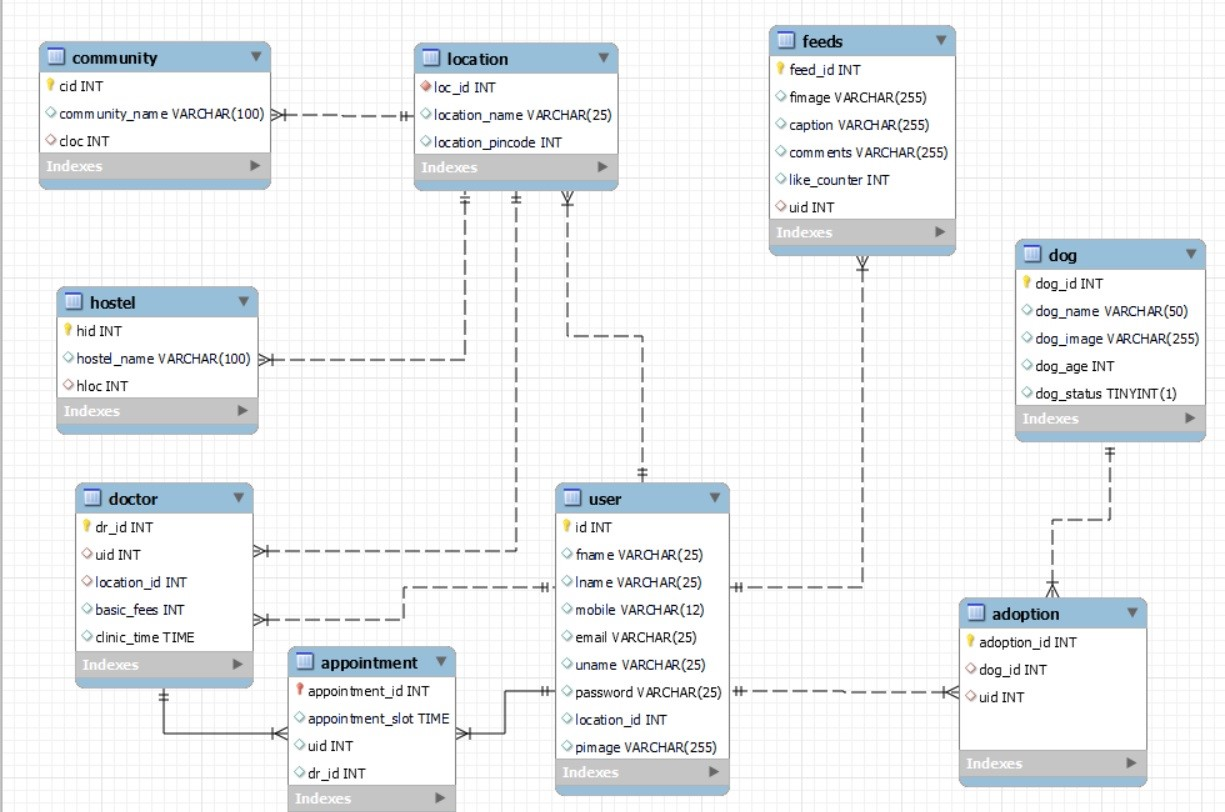 community
cid INT
community_name VARCHAR(100)
cloc INT
Indexes
location
loc_id INT
location_name VARCHAR(25)
location_pincode INT
Indexes
feeds
feed_id INT
fimage VARCHAR(255)
caption VARCHAR(255)
comments VARCHAR(255)
like_counter INT
uid INT
Indexes
dog
dog_id INT
dog_name VARCHAR(50)
dog_image VARCHAR(255)
dog_age INT
dog_status TINYINT(1)
Indexes
hostel
hid INT
hostel_name VARCHAR(100)
hloc INT
Indexes
doctor
dr_id INT
uid INT
location_id INT
basic_fees INT
clinic_time TIME
Indexes
user
id INT
fname VARCHAR(25)
lname VARCHAR(25)
mobile VARCHAR(12)
email VARCHAR(25)
uname VARCHAR(25)
password VARCHAR(25)
location_id INT
pimage VARCHAR(255)
Indexes
appointment
appointment_id INT
appointment_slot TIME
uid INT
dr_id INT
Indexes
adoption
adoption_id INT
dog_id INT
uid INT
Indexes